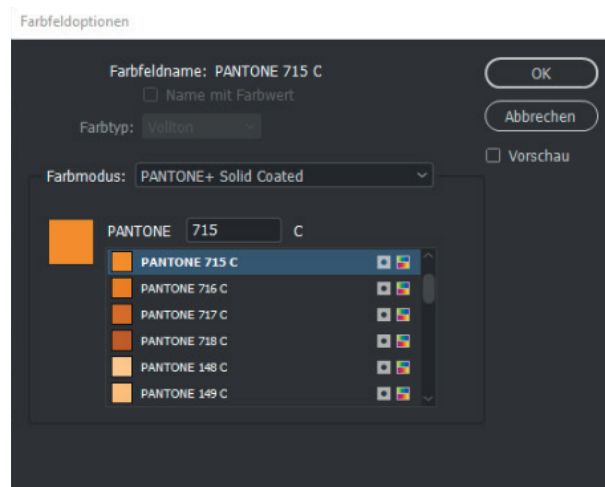 Farbfeldoptionen
Farbfeldname: PANTONE 715 C
Name mit Farbwert
Farbtyp: Vollton
Farbmodus: PANTONE+ Solid Coated
PANTONE 715 C
PANTONE 715 C
PANTONE 716 C
PANTONE 717 C
PANTONE 718 C
PANTONE 148 C
PANTONE 149 C
OK
Abbrechen
Vorschau